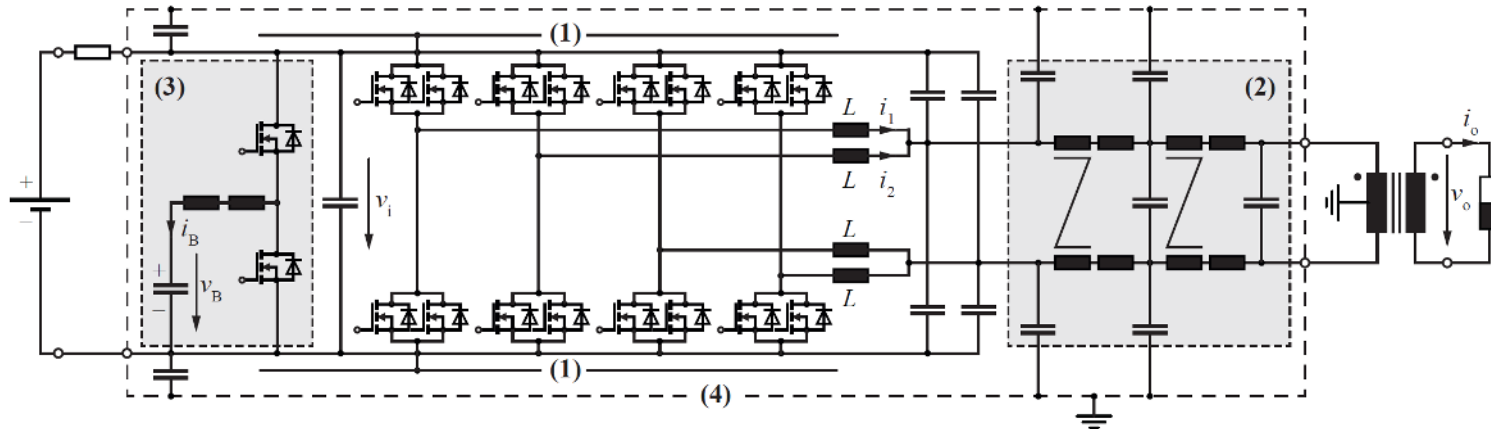 (1)
(3)
(2)
L
i1
L
i2
io
+
−
vi
vo
iB
L
+
vB
−
L
(1)
(4)